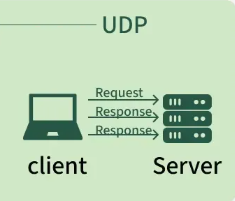 UDP
Request
Response
Response
client
Server